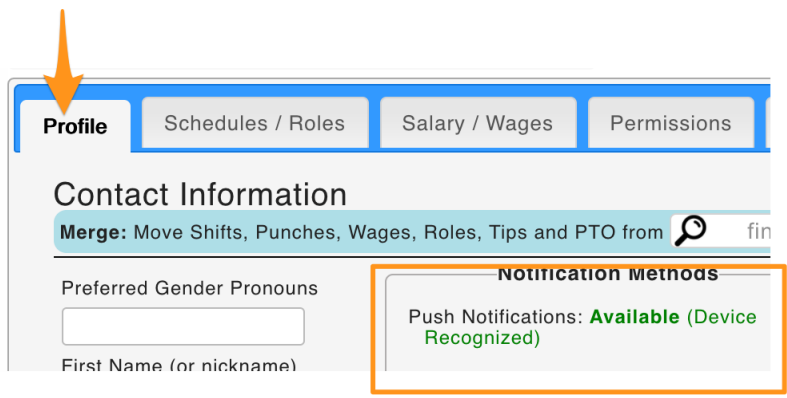 Profile
Schedules / Roles
Salary / Wages
Permissions
Contact Information
Merge: Move Shifts, Punches, Wages, Roles, Tips and PTO from
fin
Preferred Gender Pronouns
Notification Methods
Push Notifications: Available (Device
Recognized)
First Name (or nickname)